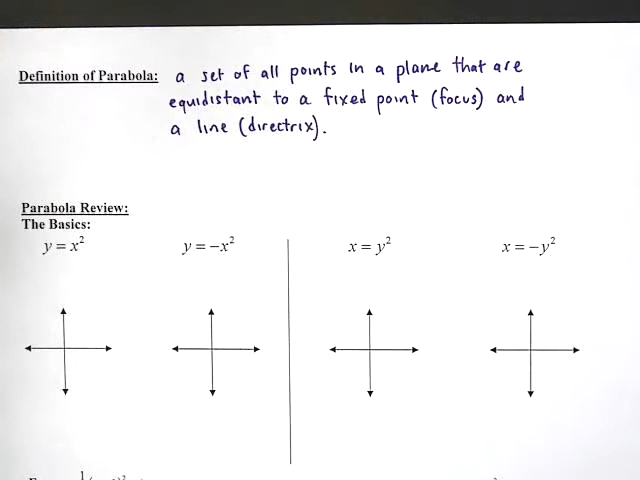 Definition of Parabola: a set of all points in a plane that are
equidistant to a fixed point (focus) and
a line (directrix).
Parabola Review:
The Basics:
y = x² y = −x² x = y² x = −y²